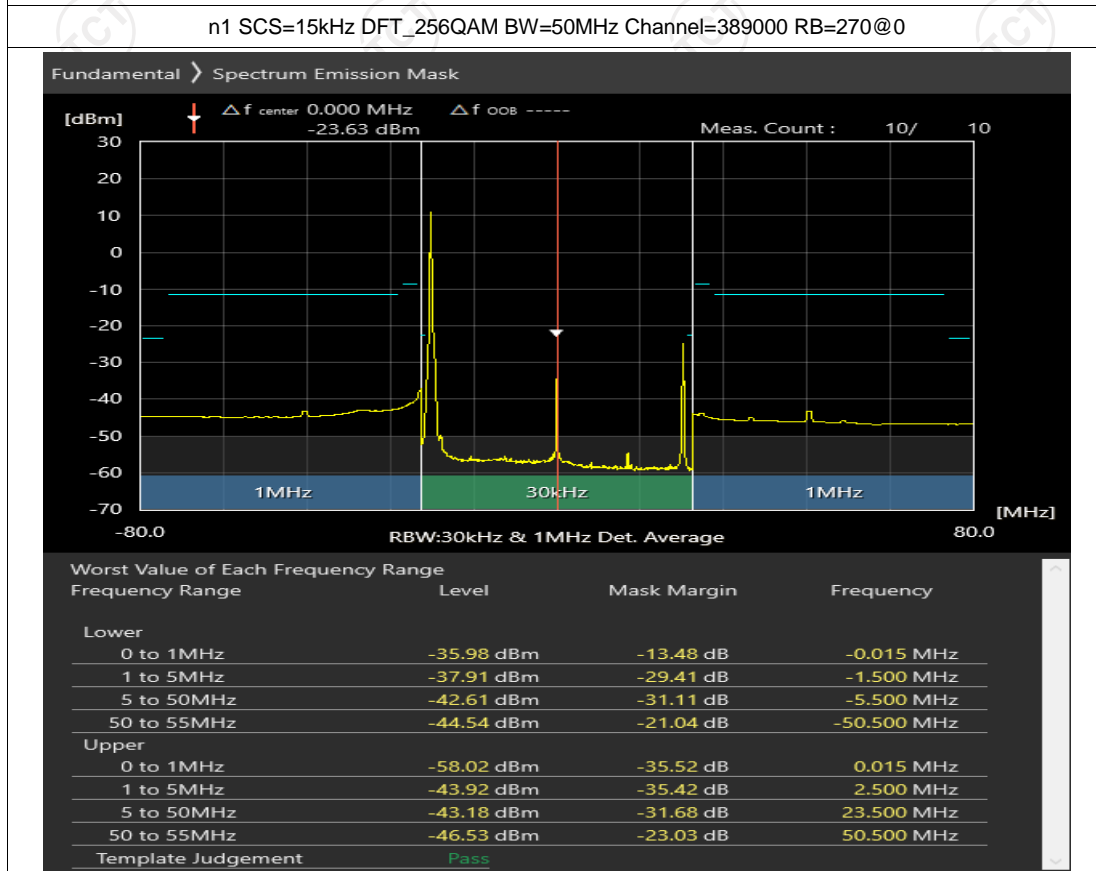 TCT TCT TCT
n1 SCS=15kHz DFT_256QAM BW=50MHz Channel=389000 RB=270@0
Fundamental ❯ Spectrum Emission Mask
[dBm] Δf center 0.000 MHz Δf OOB -----
-23.63 dBm Meas. Count : 10/ 10
30
20
10
0
-10
-20
-30
-40
-50
-60
1MHz 30kHz 1MHz
-70 [MHz]
-80.0 RBW:30kHz & 1MHz Det. Average 80.0
Worst Value of Each Frequency Range
Frequency Range Level Mask Margin Frequency
Lower
0 to 1MHz -35.98 dBm -13.48 dB -0.015 MHz
1 to 5MHz -37.91 dBm -29.41 dB -1.500 MHz
5 to 50MHz -42.61 dBm -31.11 dB -5.500 MHz
50 to 55MHz -44.54 dBm -21.04 dB -50.500 MHz
Upper
0 to 1MHz -58.02 dBm -35.52 dB 0.015 MHz
1 to 5MHz -43.92 dBm -35.42 dB 2.500 MHz
5 to 50MHz -43.18 dBm -31.68 dB 23.500 MHz
50 to 55MHz -46.53 dBm -23.03 dB 50.500 MHz
Template Judgement Pass